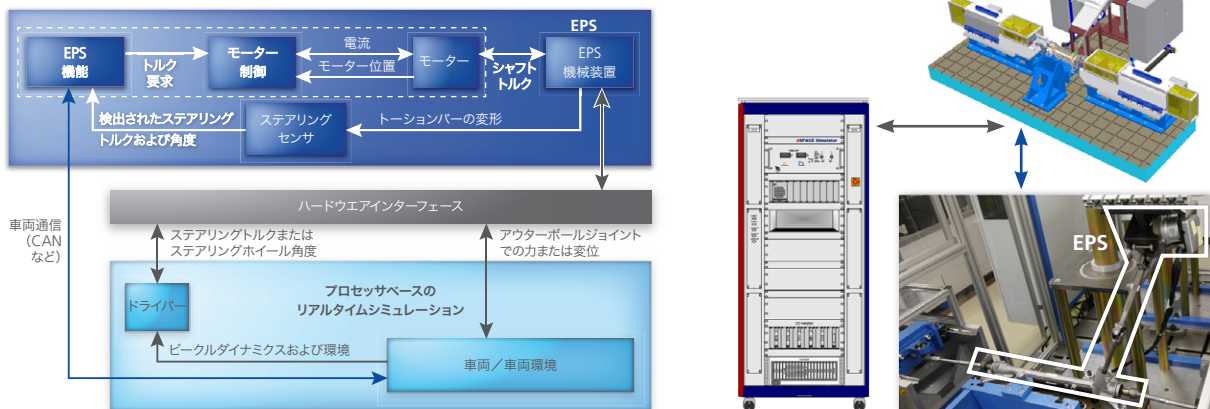 EPS
EPS
機能
トルク
要求
モーター
制御
電流
モーター位置
モーター
シャフト
トルク
EPS
機械装置
検出されたステアリング
トルクおよび角度
ステアリング
センサ
トーションバーの変形
ハードウエアインターフェース
車両通信
(CAN
など)
ステアリングトルクまたは
ステアリングホイール角度
アウターボールジョイント
での力または変位
プロセッサベースの
リアルタイムシミュレーション
ドライバー
ビークルダイナミクスおよび環境
車両/車両環境
dSPACE Simulator
EPS